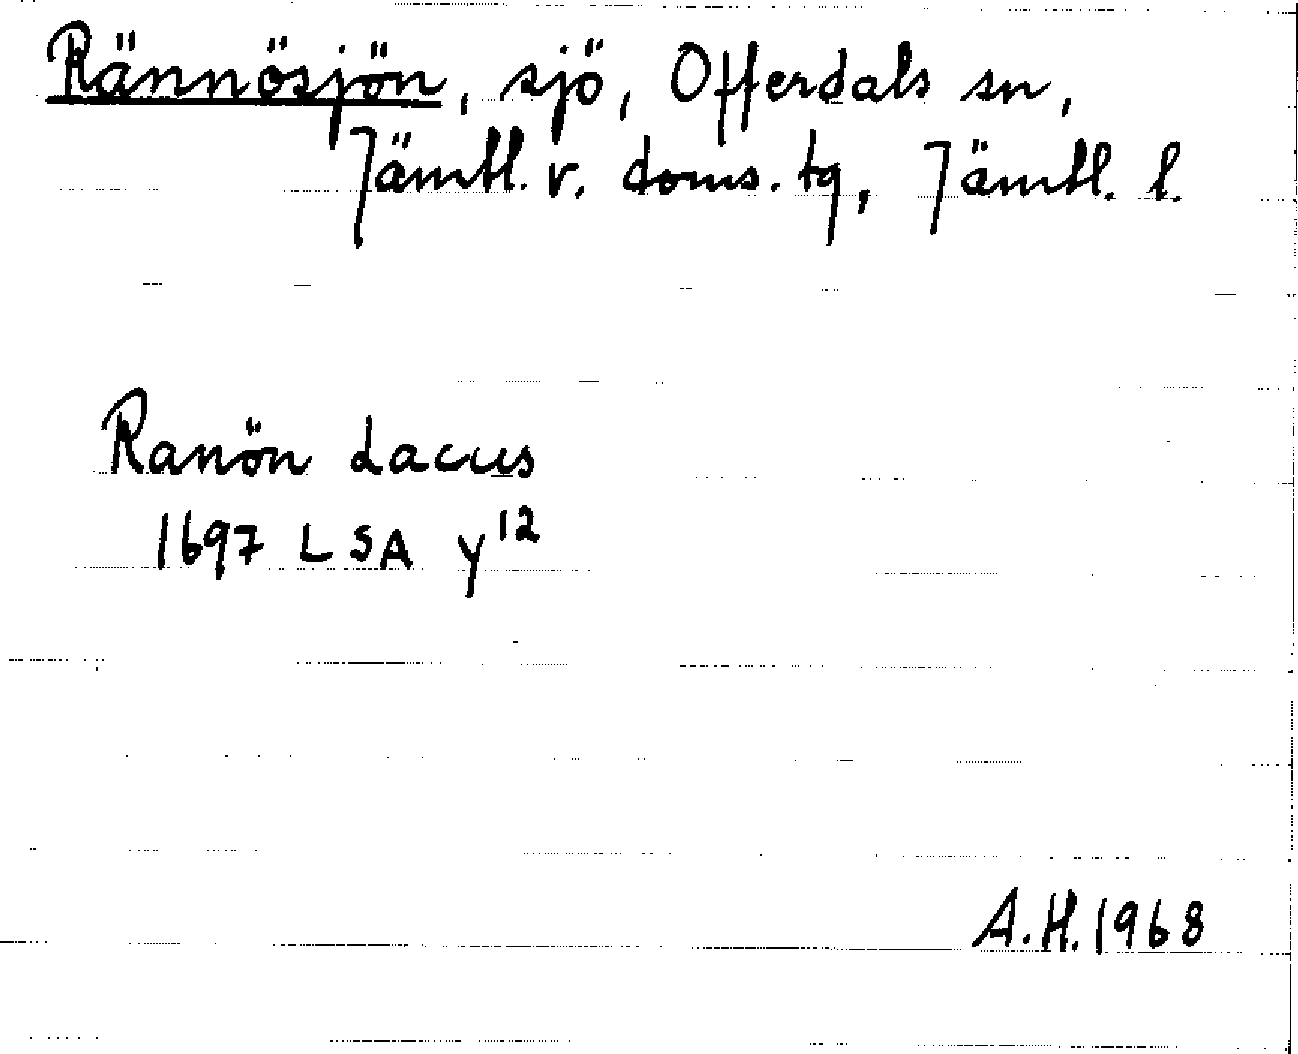 Rännösjön, sjö, Offerdals sn,
Jämtl. v. doms. tg, Jämtl. l.
Ranön Lacus
1697 LSA y¹²
A.H. 1968